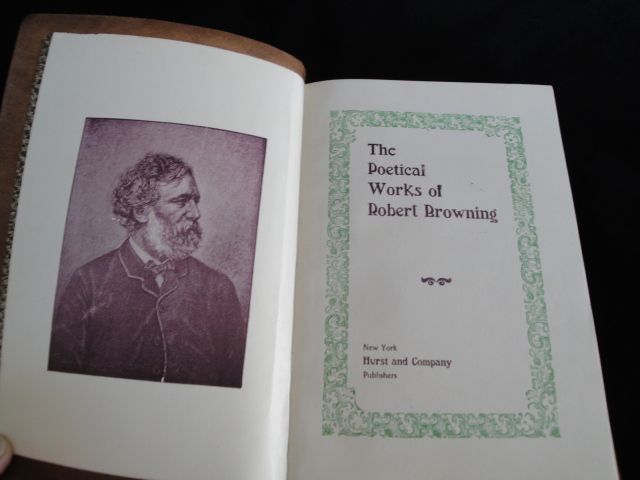 The
Poetical
Works of
Robert Browning
New York
Hurst and Company
Publishers